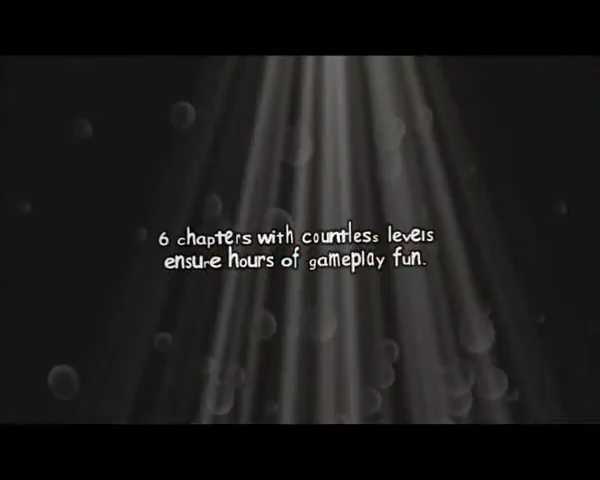 6 chapters with countless levels
ensure hours of gameplay fun.